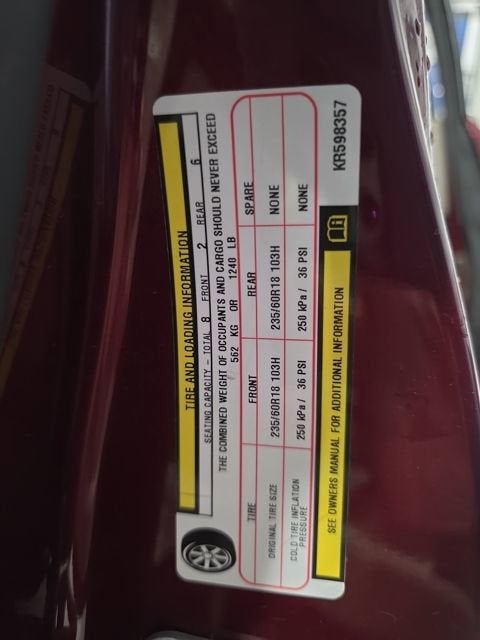 TIRE AND LOADING INFORMATION
SEATING CAPACITY - TOTAL 8 FRONT 2 REAR 6
THE COMBINED WEIGHT OF OCCUPANTS AND CARGO SHOULD NEVER EXCEED
562 KG OR 1240 LB
TIRE FRONT REAR SPARE
ORIGINAL TIRE SIZE 235/60R18 103H 235/60R18 103H NONE
COLD TIRE INFLATION PRESSURE 250 kPa / 36 PSI 250 kPa / 36 PSI NONE
SEE OWNERS MANUAL FOR ADDITIONAL INFORMATION
KR598357